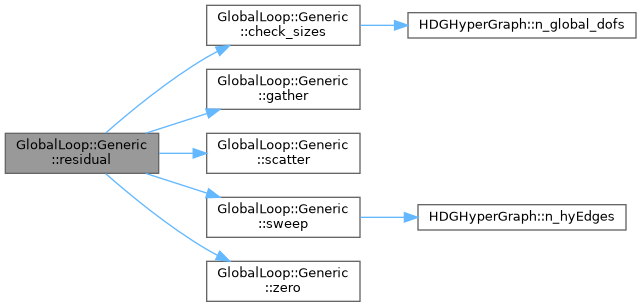 GlobalLoop::Generic
::residual
GlobalLoop::Generic
::check_sizes
HDGHyperGraph::n_global_dofs
GlobalLoop::Generic
::gather
GlobalLoop::Generic
::scatter
GlobalLoop::Generic
::sweep
HDGHyperGraph::n_hyEdges
GlobalLoop::Generic
::zero